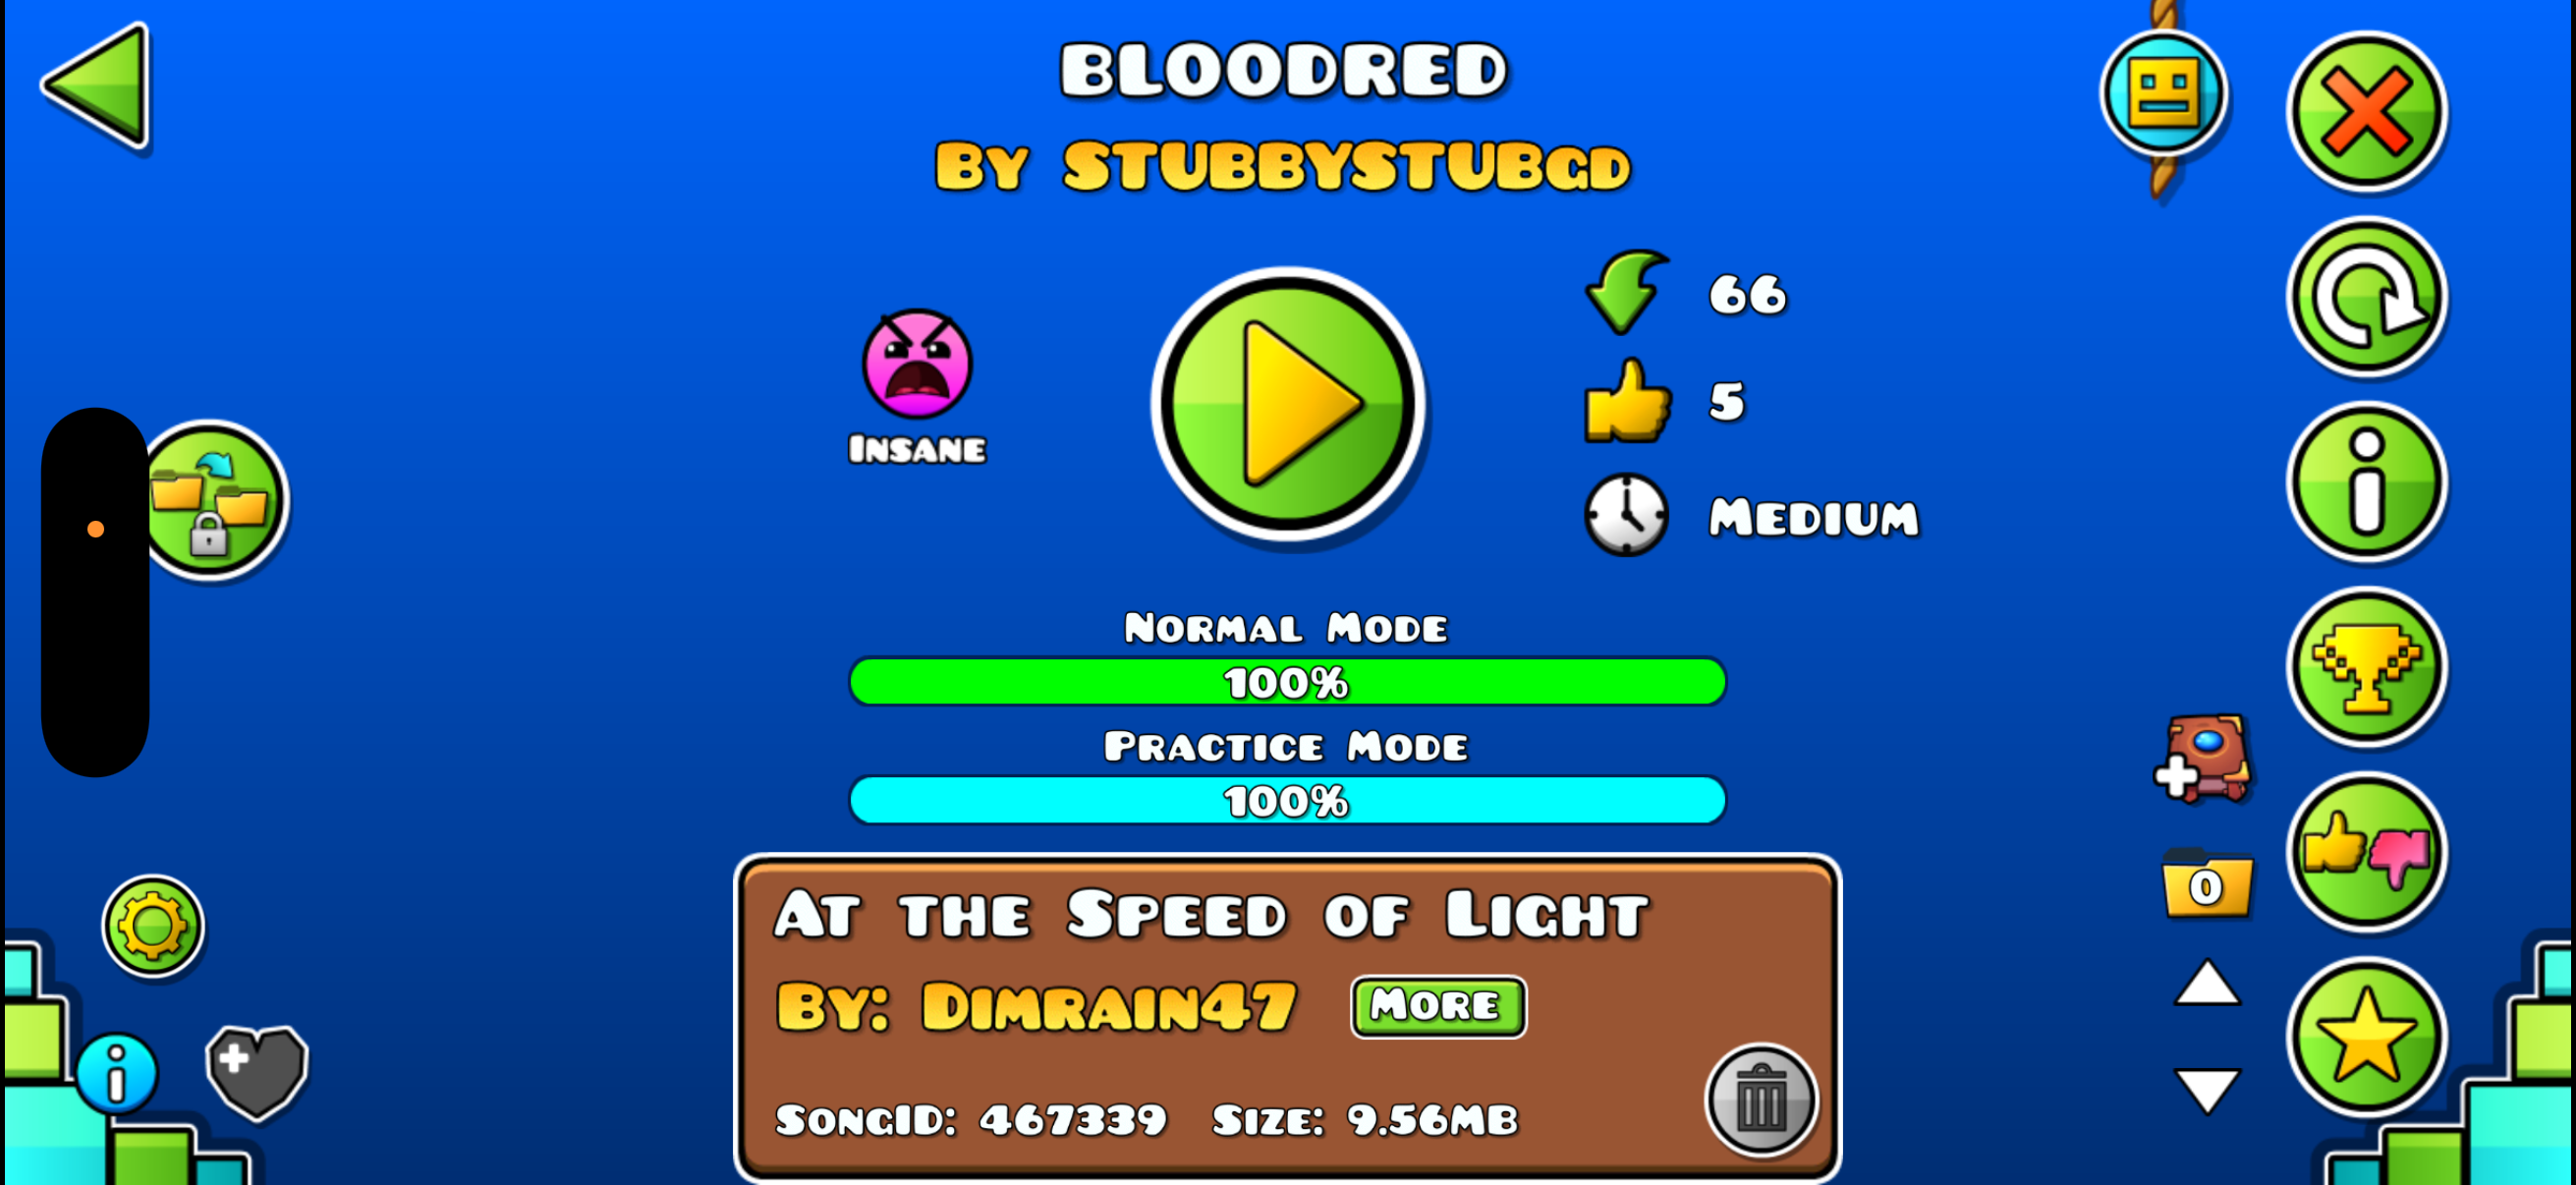 BLOODRED
By STUBBYSTUBGD
66
Insane
5
Medium
Normal Mode
100%
Practice Mode
100%
At the Speed of Light
By: Dimrain47
More
SongID: 467339 Size: 9.56MB
0